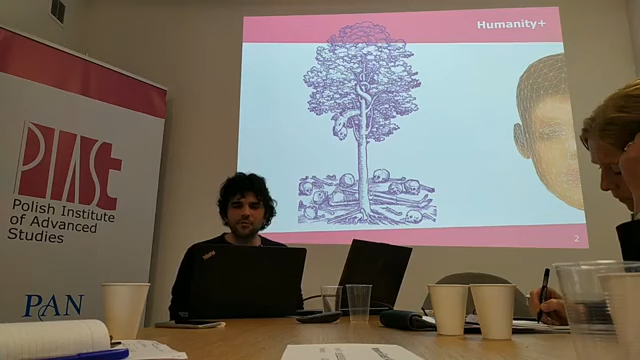 Humanity+
PIASt
Polish Institute
of Advanced
Studies
PAN
2